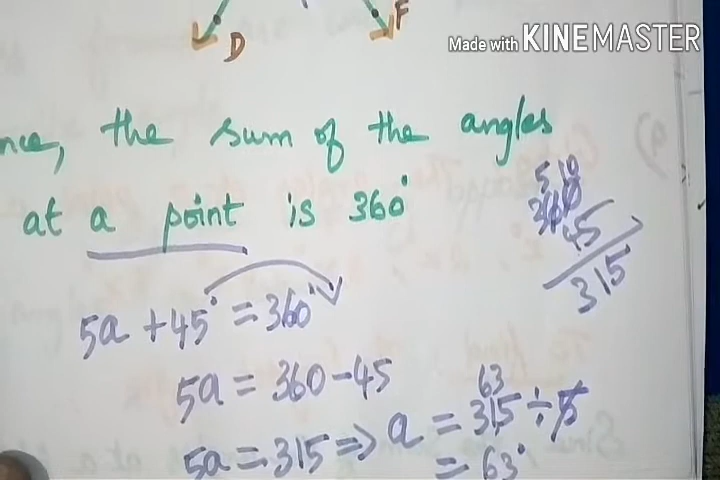 Made with KINEMASTER
D
F
nce, the sum of the angles
at a point is 360°
5a + 45° = 360°
5a = 360 - 45
5a = 315 => a = 315 ÷ 5
63
= 63°
5 10
360
45
315